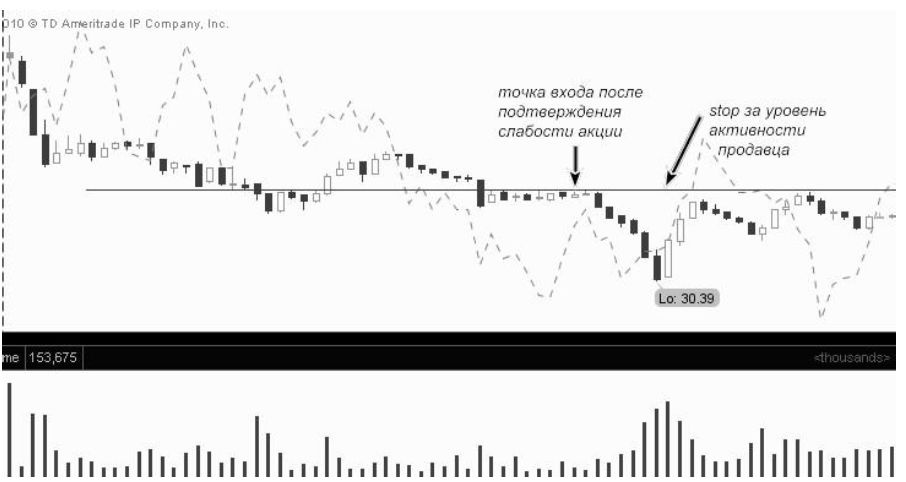 010 © TD Ameritrade IP Company, Inc.
точка входа после
подтверждения
слабости акции
stop за уровень
активности
продавца
Lo: 30.39
me 153,675
<thousands>